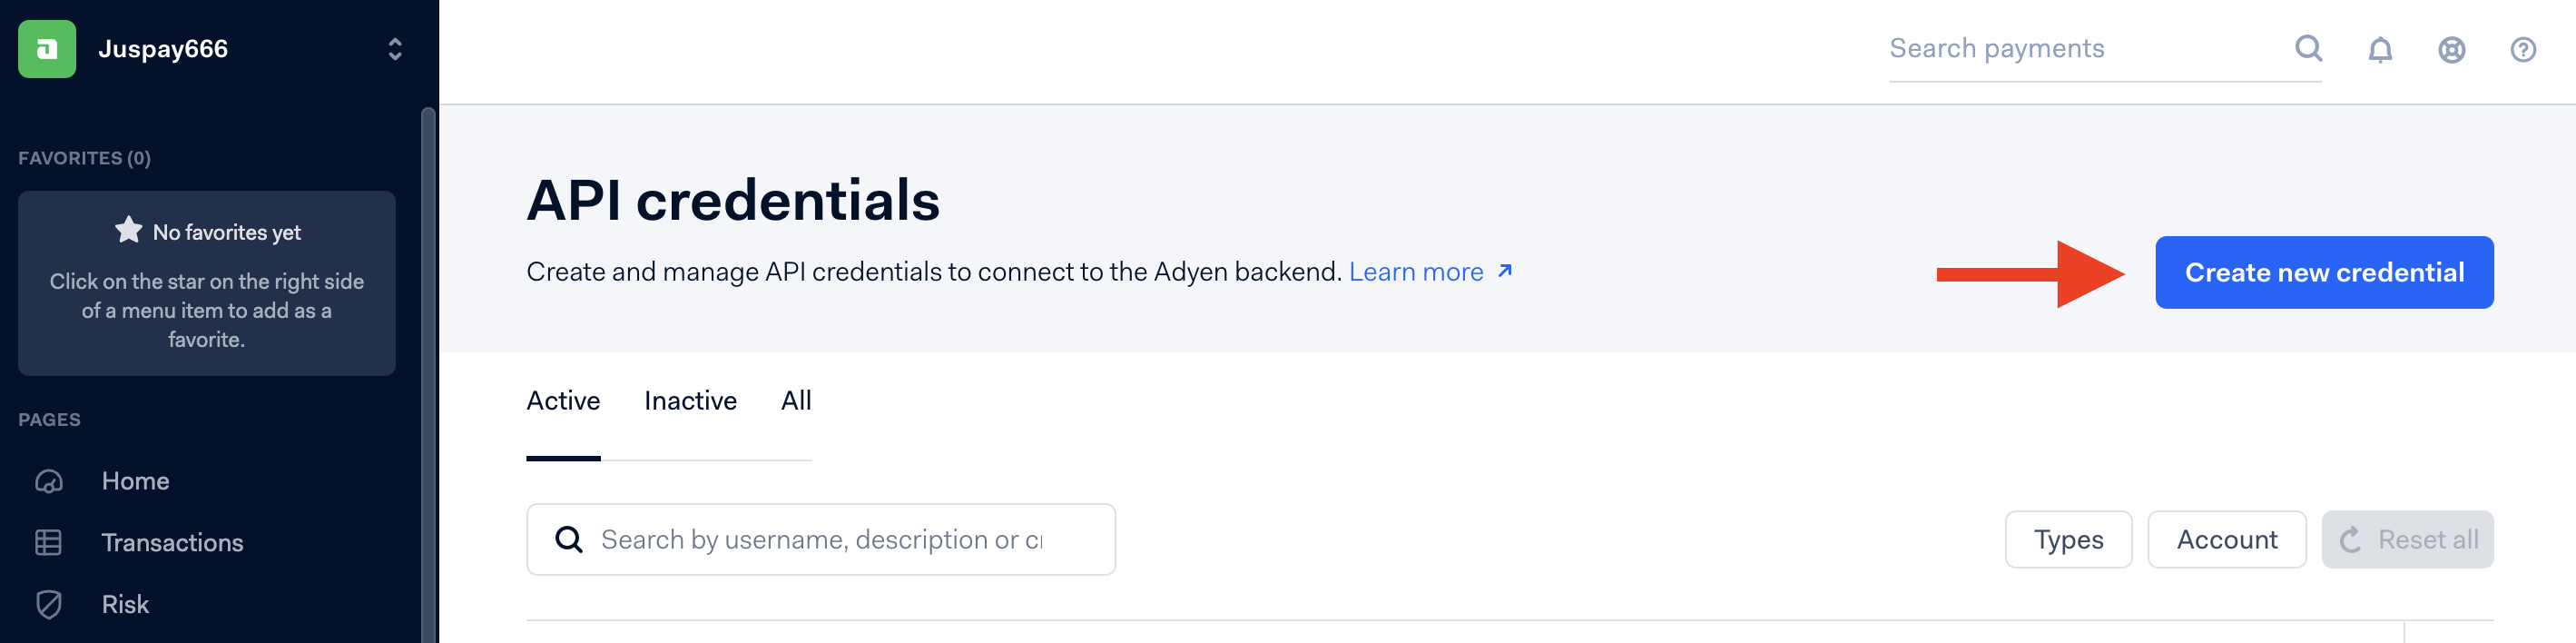 Juspay666
Search payments
FAVORITES (0)
No favorites yet
Click on the star on the right side
of a menu item to add as a
favorite.
PAGES
Home
Transactions
Risk
API credentials
Create and manage API credentials to connect to the Adyen backend. Learn more
Create new credential
Active Inactive All
Search by username, description or
Types Account Reset all